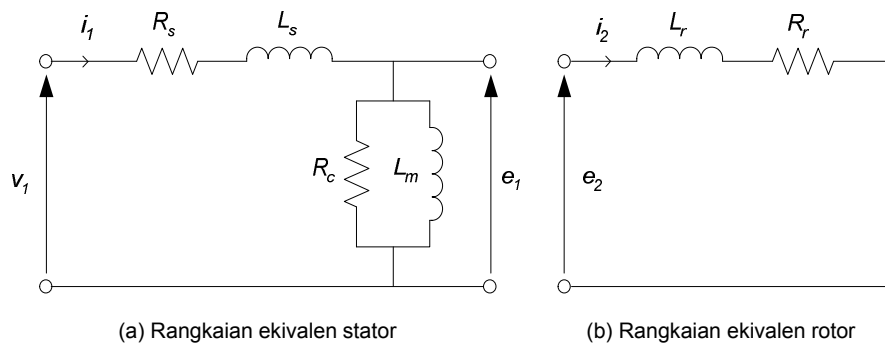 i1 Rs Ls
v1
Rc Lm
e1
(a) Rangkaian ekivalen stator
i2 Lr Rr
e2
(b) Rangkaian ekivalen rotor